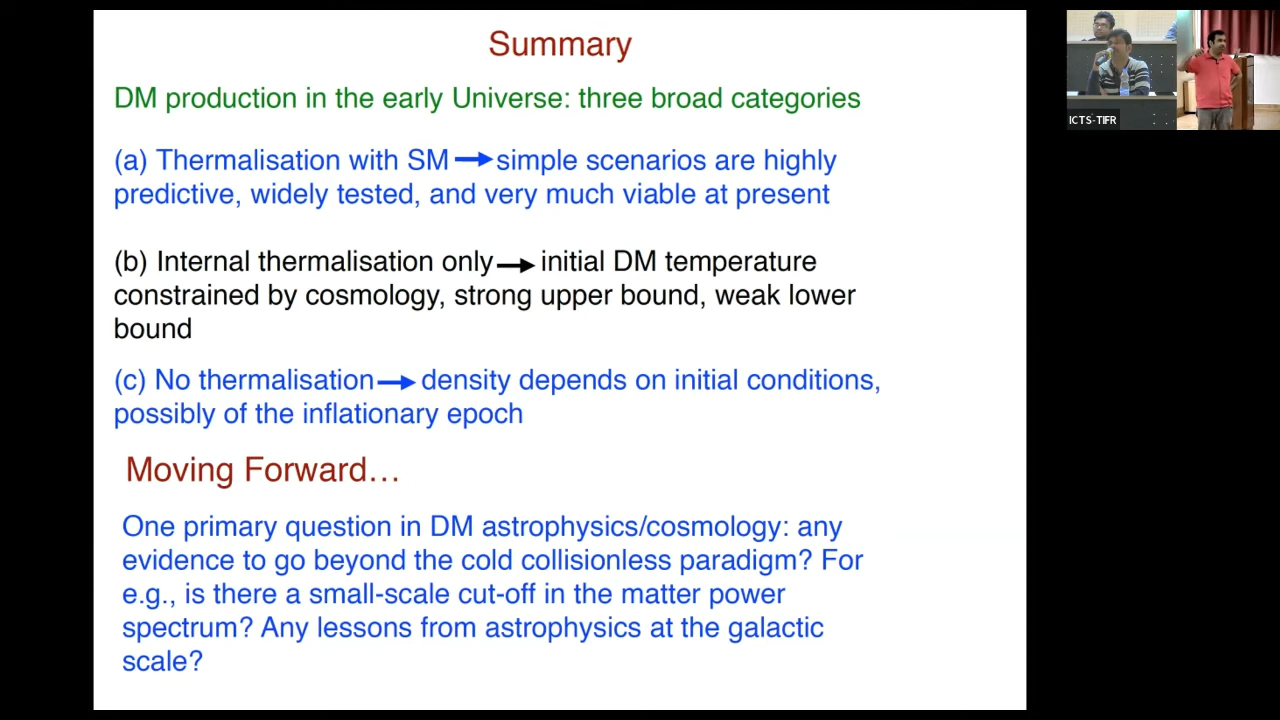 Summary
DM production in the early Universe: three broad categories
(a) Thermalisation with SM → simple scenarios are highly
predictive, widely tested, and very much viable at present
(b) Internal thermalisation only → initial DM temperature
constrained by cosmology, strong upper bound, weak lower
bound
(c) No thermalisation → density depends on initial conditions,
possibly of the inflationary epoch
Moving Forward…
One primary question in DM astrophysics/cosmology: any
evidence to go beyond the cold collisionless paradigm? For
e.g., is there a small-scale cut-off in the matter power
spectrum? Any lessons from astrophysics at the galactic
scale?
ICTS-TIFR